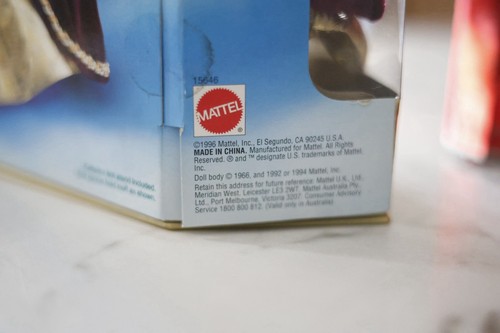 15646
MATTEL
®
©1996 Mattel, Inc., El Segundo, CA 90245 U.S.A.
MADE IN CHINA. Manufactured for Mattel. All Rights
Reserved. ® and ™ designate U.S. trademarks of Mattel,
Inc.
Doll body © 1966, and 1992 or 1994 Mattel, Inc.
Retain this address for future reference: Mattel U.K. Ltd.,
Meridian West, Leicester LE3 2WT. Mattel Australia Pty.,
Ltd., Port Melbourne, Victoria 3207. Consumer Advisory
Service 1800 800 812. (Valid only in Australia)